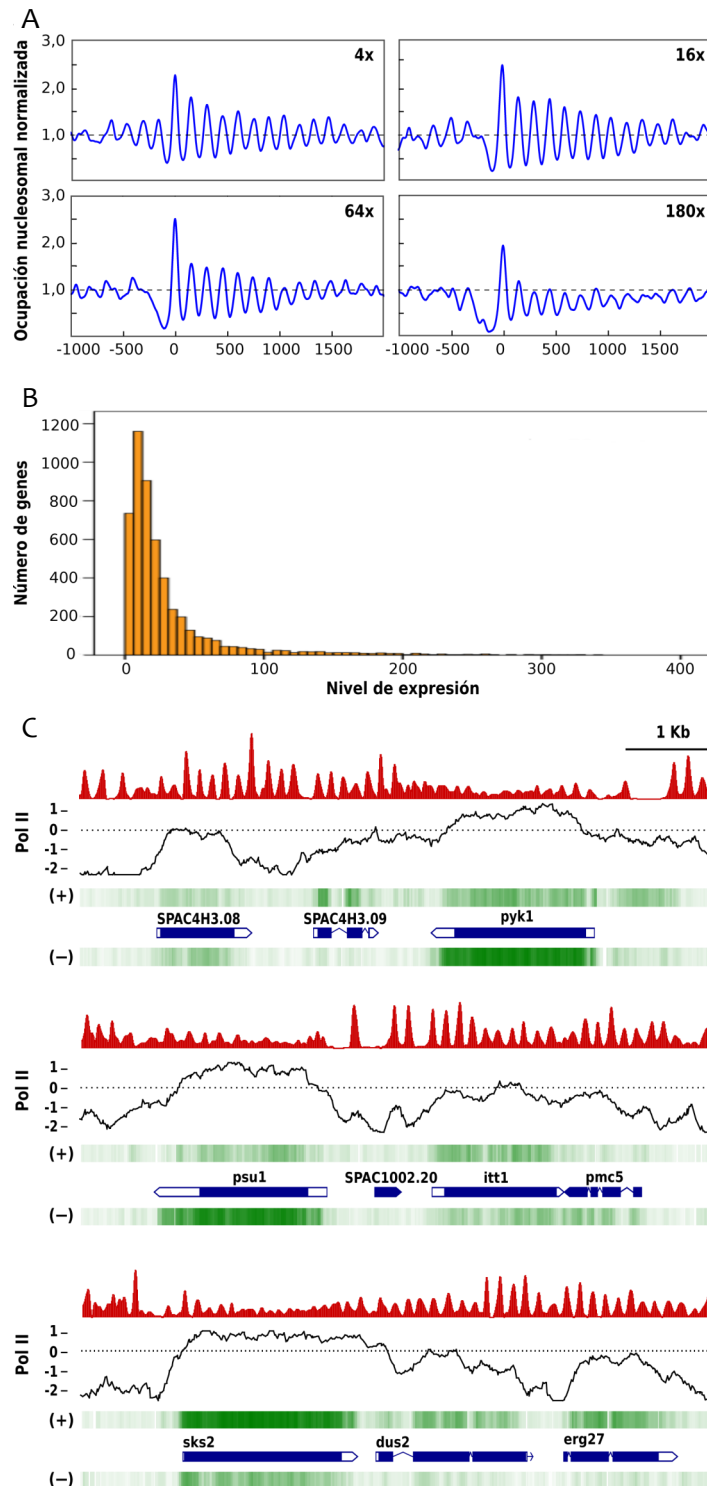 A
Ocupación nucleosomal normalizada
3,0
2,0
1,0
4x
16x
3,0
2,0
1,0
64x
180x
-1000 -500 0 500 1000 1500
-1000 -500 0 500 1000 1500
B
Número de genes
1200
1000
800
600
400
200
0
0 100 200 300 400
Nivel de expresión
C
1 Kb
Pol II
1
0
-1
-2
(+)
SPAC4H3.08 SPAC4H3.09 pyk1
(−)
Pol II
1
0
-1
-2
(+)
psu1 SPAC1002.20 itt1 pmc5
(−)
Pol II
1
0
-1
-2
(+)
sks2 dus2 erg27
(−)